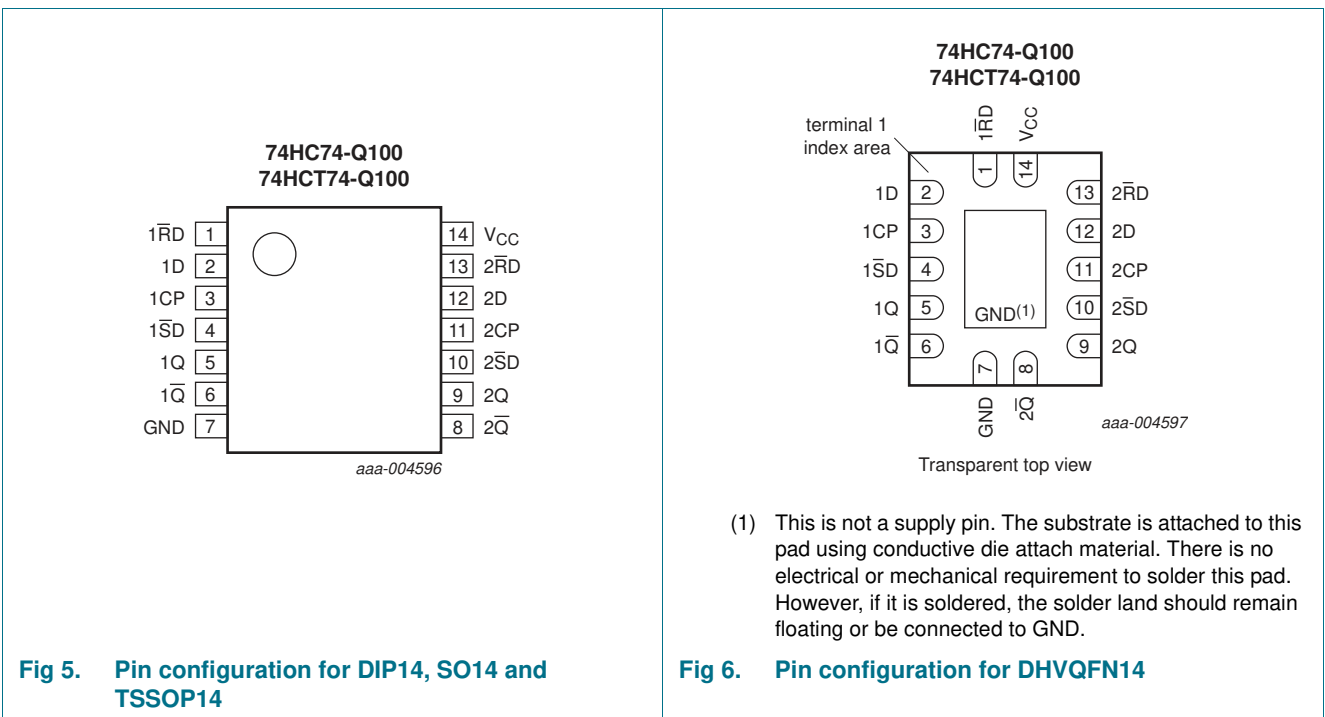 74HC74-Q100
74HCT74-Q100
1R̅D 1
1D 2
1CP 3
1S̅D 4
1Q 5
1Q̅ 6
GND 7
14 VCC
13 2R̅D
12 2D
11 2CP
10 2S̅D
9 2Q
8 2Q̅
aaa-004596
Fig 5. Pin configuration for DIP14, SO14 and
TSSOP14
74HC74-Q100
74HCT74-Q100
terminal 1
index area
1R̅D
VCC
1
14
1D 2
1CP 3
1S̅D 4
1Q 5
1Q̅ 6
13 2R̅D
12 2D
11 2CP
10 2S̅D
9 2Q
GND(1)
7
8
GND
2Q̅
aaa-004597
Transparent top view
(1) This is not a supply pin. The substrate is attached to this
pad using conductive die attach material. There is no
electrical or mechanical requirement to solder this pad.
However, if it is soldered, the solder land should remain
floating or be connected to GND.
Fig 6. Pin configuration for DHVQFN14